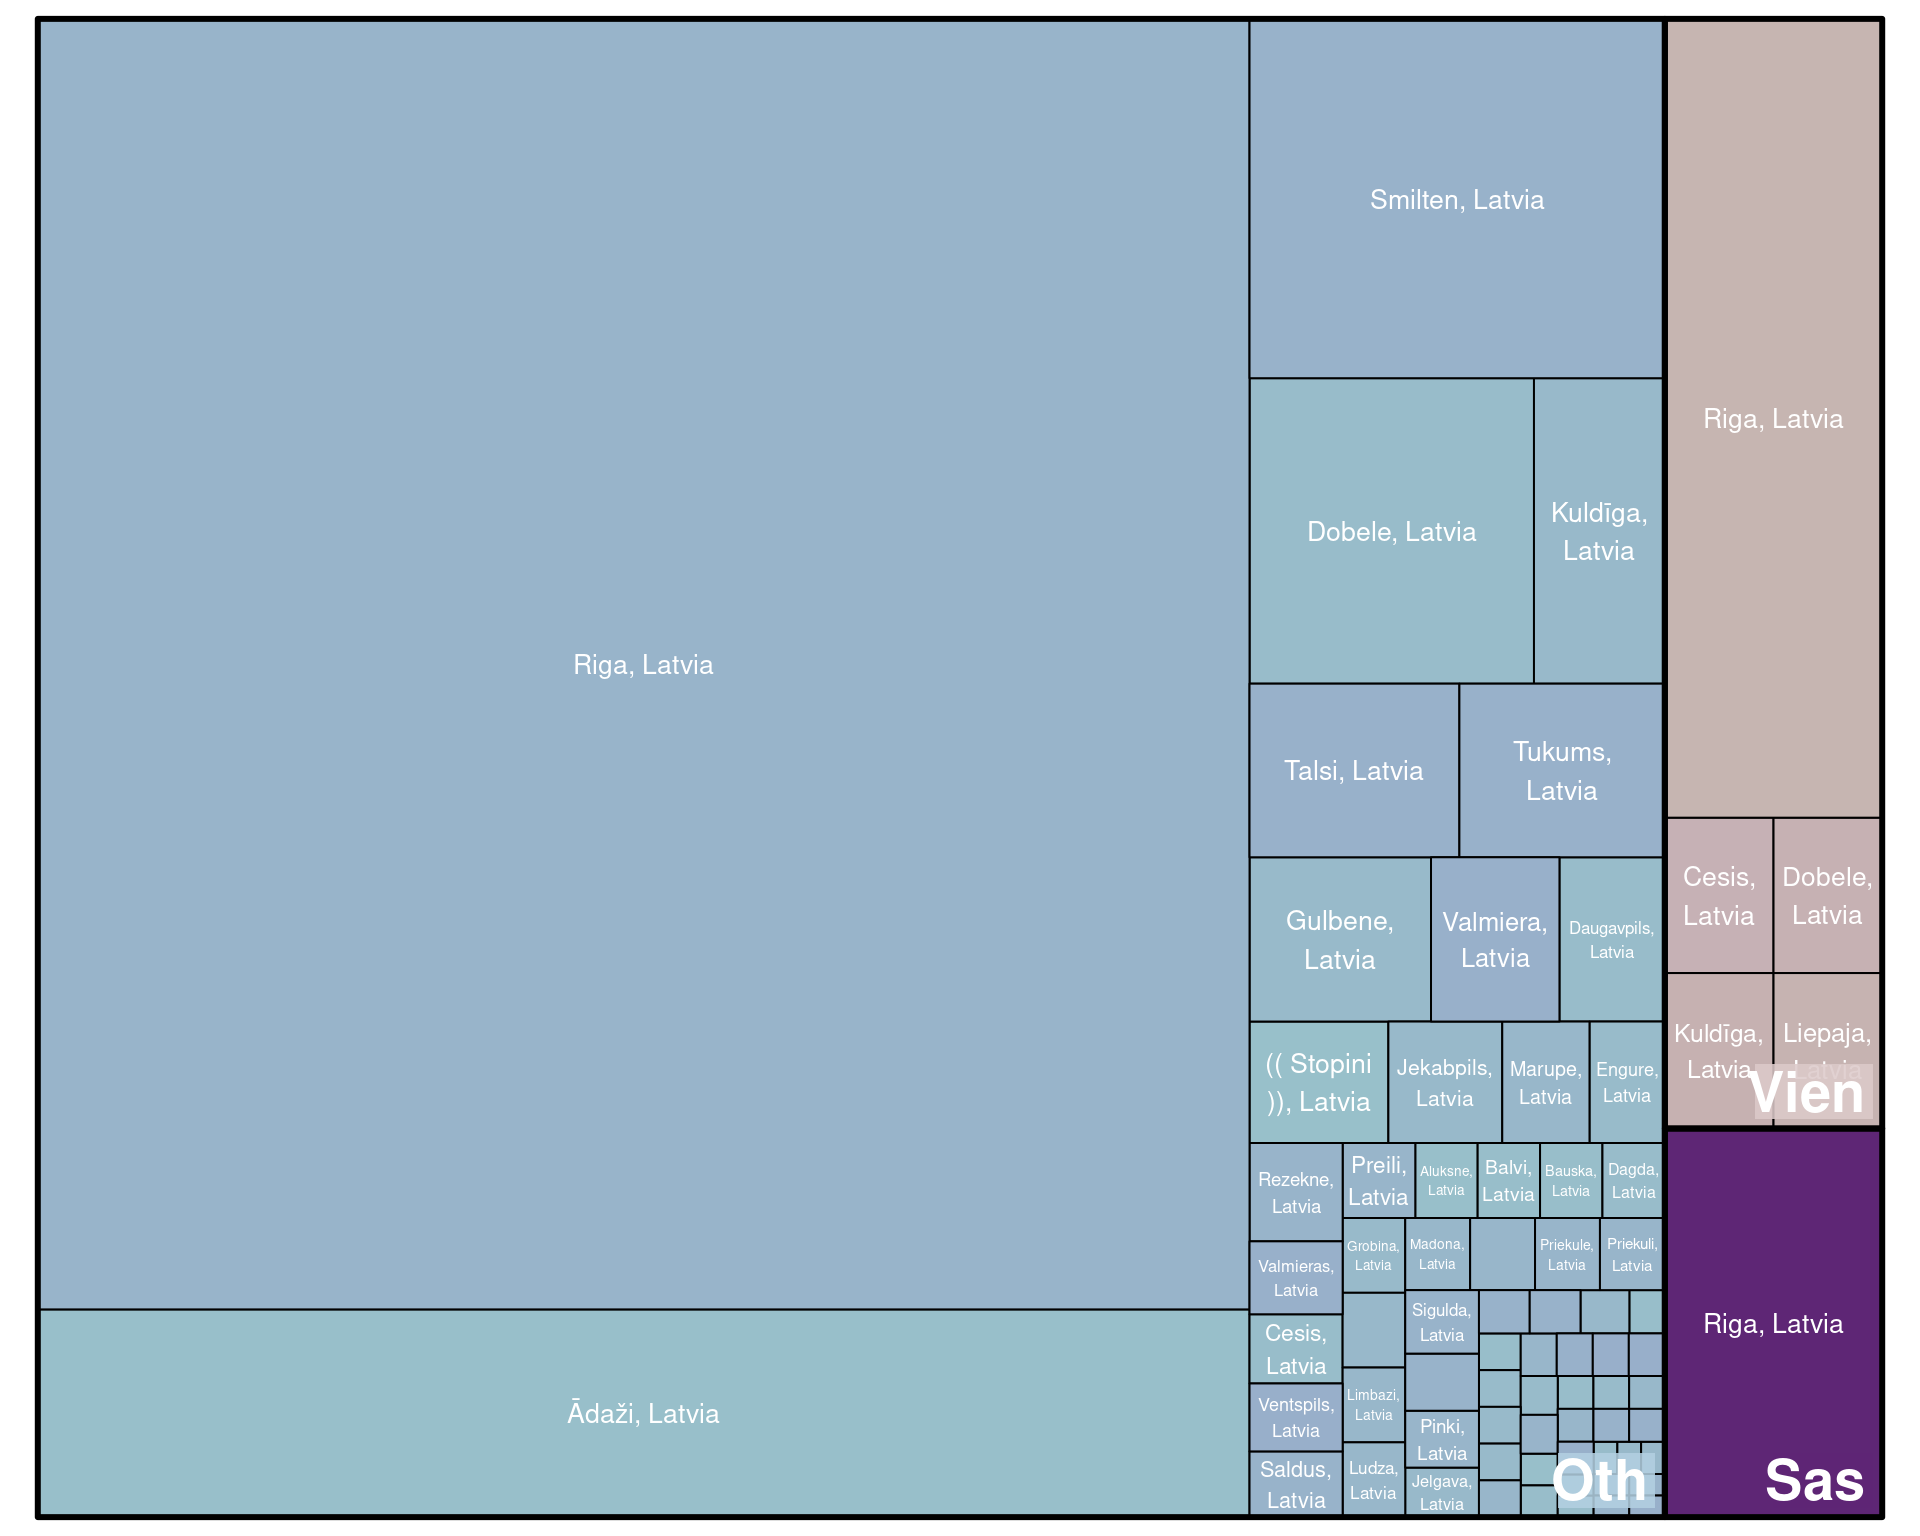 Riga, Latvia
Ādaži, Latvia
Smilten, Latvia
Dobele, Latvia
Kuldīga,
Latvia
Talsi, Latvia
Tukums,
Latvia
Gulbene,
Latvia
Valmiera,
Latvia
Daugavpils,
Latvia
(( Stopini
)), Latvia
Jekabpils,
Latvia
Marupe,
Latvia
Engure,
Latvia
Rezekne,
Latvia
Valmieras,
Latvia
Cesis,
Latvia
Ventspils,
Latvia
Saldus,
Latvia
Preili,
Latvia
Aluksne,
Latvia
Balvi,
Latvia
Bauska,
Latvia
Dagda,
Latvia
Grobina,
Latvia
Madona,
Latvia
Priekule,
Latvia
Priekuli,
Latvia
Limbazi,
Latvia
Ludza,
Latvia
Sigulda,
Latvia
Pinki,
Latvia
Jelgava,
Latvia
Oth
Riga, Latvia
Cesis,
Latvia
Dobele,
Latvia
Kuldīga,
Latvia
Liepaja,
Latvia
Vien
Riga, Latvia
Sas